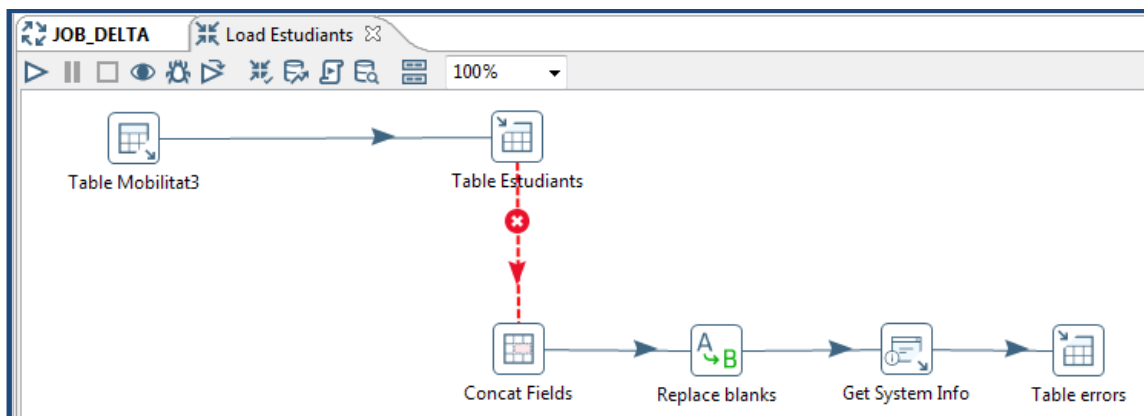 JOB_DELTA
Load Estudiants
100%
Table Mobilitat3
Table Estudiants
A
B
Concat Fields
Replace blanks
Get System Info
Table errors